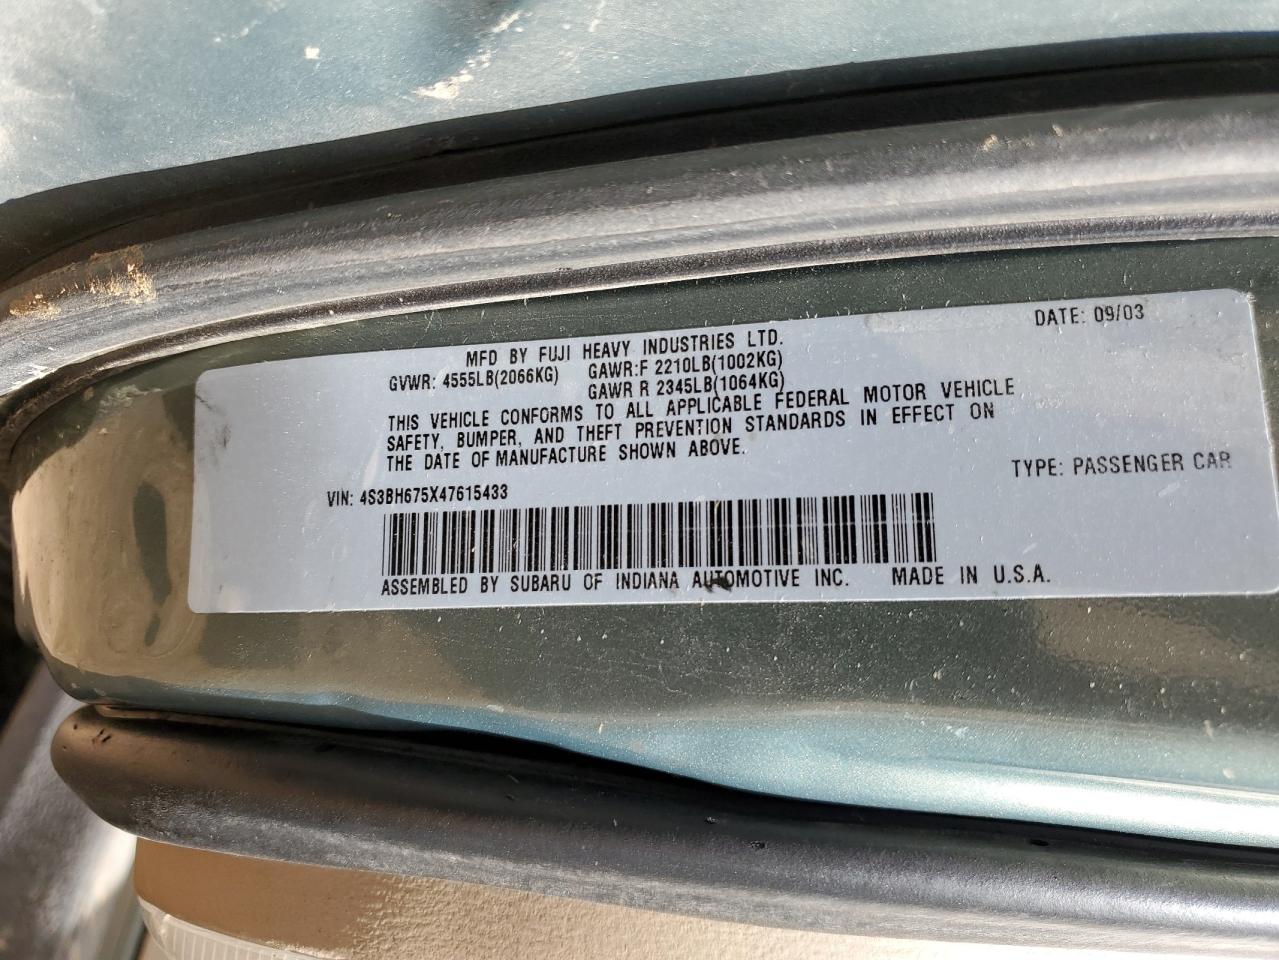 DATE: 09/03
MFD BY FUJI HEAVY INDUSTRIES LTD.
GVWR: 4555LB(2066KG) GAWR:F 2210LB(1002KG)
GAWR R 2345LB(1064KG)
THIS VEHICLE CONFORMS TO ALL APPLICABLE FEDERAL MOTOR VEHICLE
SAFETY, BUMPER, AND THEFT PREVENTION STANDARDS IN EFFECT ON
THE DATE OF MANUFACTURE SHOWN ABOVE.
TYPE: PASSENGER CAR
VIN: 4S3BH675X47615433
ASSEMBLED BY SUBARU OF INDIANA AUTOMOTIVE INC. MADE IN U.S.A.